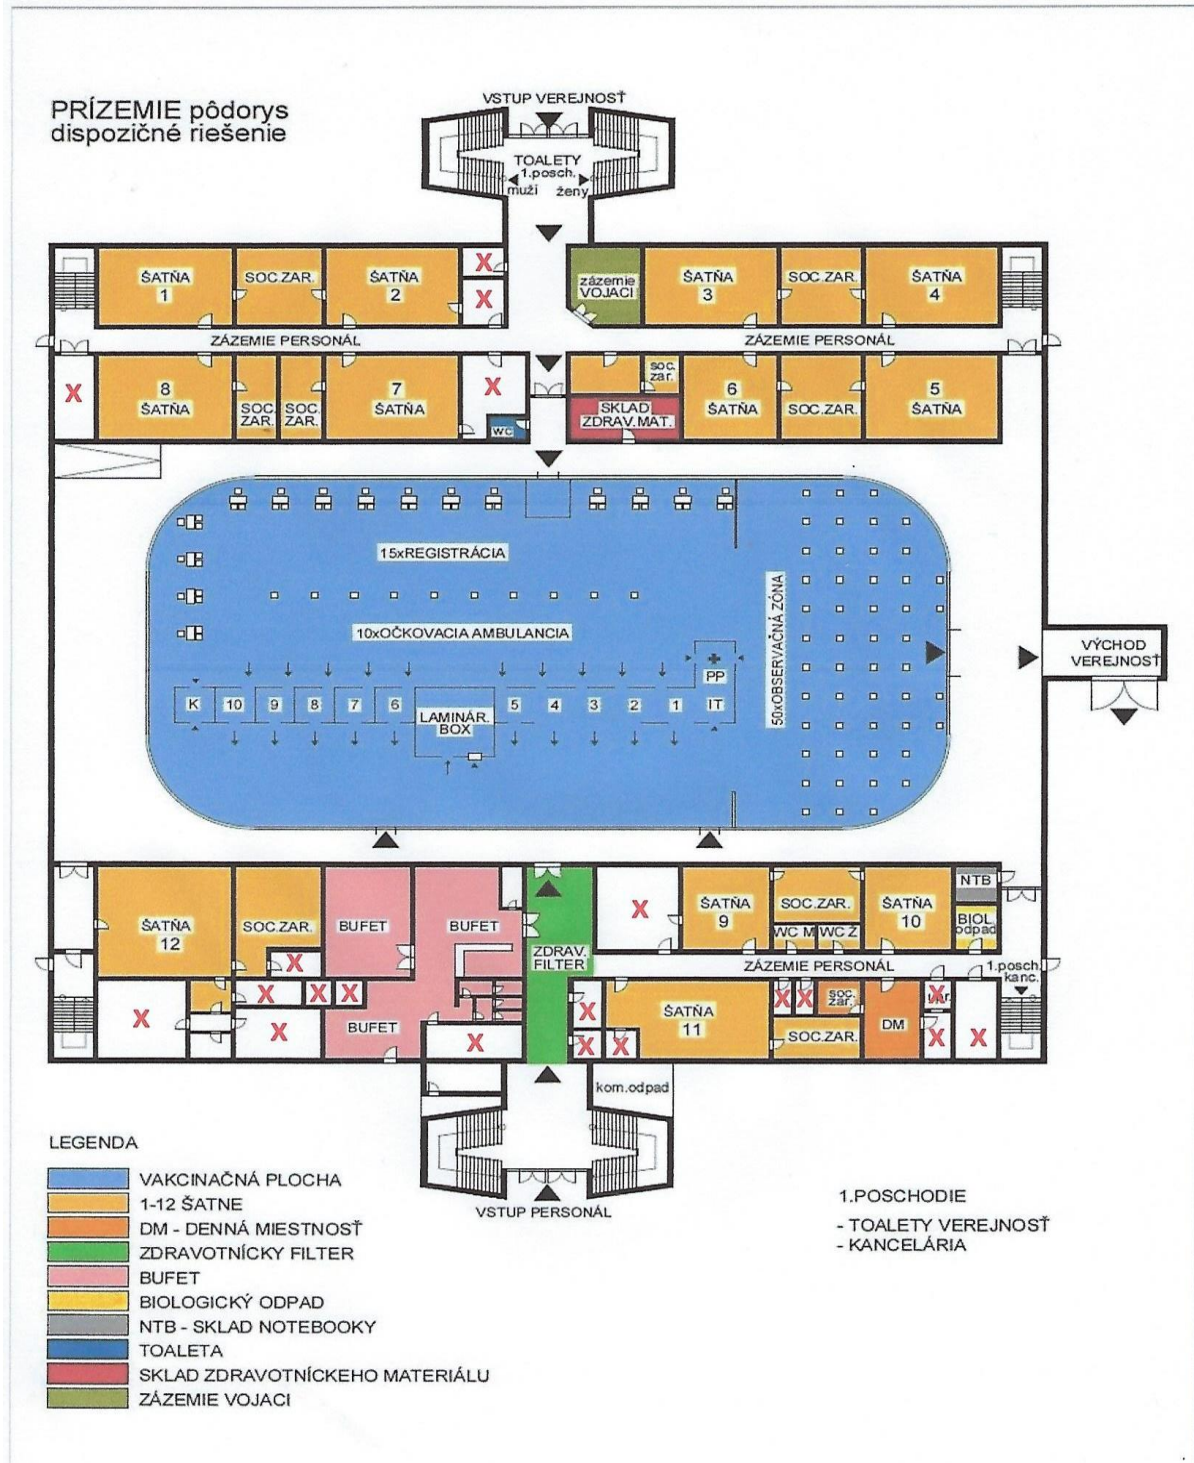 PRÍZEMIE pôdorys
dispozičné riešenie
VSTUP VEREJNOSŤ
TOALETY
1.posch.
muži ženy
ŠATŇA
1
SOC.ZAR.
ŠATŇA
2
X
X
zázemie
VOJACI
ŠATŇA
3
SOC.ZAR.
ŠATŇA
4
ZÁZEMIE PERSONÁL
ZÁZEMIE PERSONÁL
X
8
ŠATŇA
SOC.
ZAR.
SOC.
ZAR.
7
ŠATŇA
X
WC
soc.
zar.
SKLAD
ZDRAV.MAT.
6
ŠATŇA
SOC.ZAR.
5
ŠATŇA
15xREGISTRÁCIA
10xOČKOVACIA AMBULANCIA
50xOBSERVAČNÁ ZÓNA
VÝCHOD
VEREJNOSŤ
K 10 9 8 7 6
LAMINÁR.
BOX
5 4 3 2 1
PP
IT
ŠATŇA
12
SOC.ZAR.
X
BUFET
BUFET
ZDRAV.
FILTER
X
ŠATŇA
9
SOC.ZAR.
WC M WC Ž
ŠATŇA
10
NTB
BIOL.
odpad
ZÁZEMIE PERSONÁL
1.posch.
kanc.
X
X
X
X
X
BUFET
X
X
X
X
ŠATŇA
11
X
X
soc.
zar.
SOC.ZAR.
DM
X
X
X
kom.odpad
VSTUP PERSONÁL
LEGENDA
VAKCINAČNÁ PLOCHA
1-12 ŠATNE
DM - DENNÁ MIESTNOSŤ
ZDRAVOTNÍCKY FILTER
BUFET
BIOLOGICKÝ ODPAD
NTB - SKLAD NOTEBOOKY
TOALETA
SKLAD ZDRAVOTNÍCKEHO MATERIÁLU
ZÁZEMIE VOJACI
1.POSCHODIE
- TOALETY VEREJNOSŤ
- KANCELÁRIA